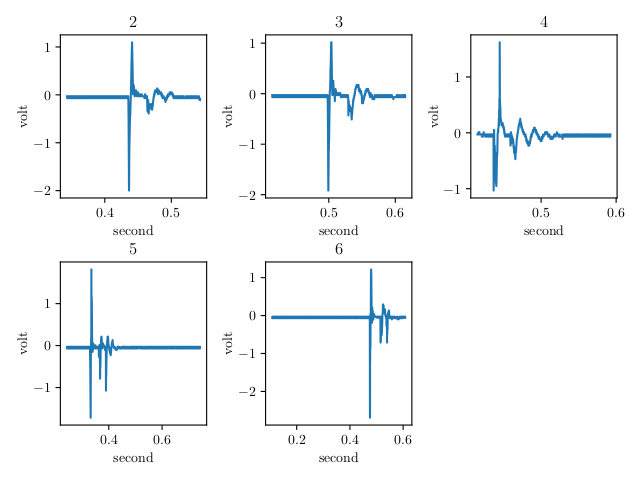 2 3 4
1 1 1
0 0 0
volt volt volt
−1 −1 −1
−2 −2
0.4 0.5 0.5 0.6 0.5 0.6
second second second
5 6
1 1
0 0
volt volt
−1 −1
−2
0.4 0.6 0.2 0.4 0.6
second second